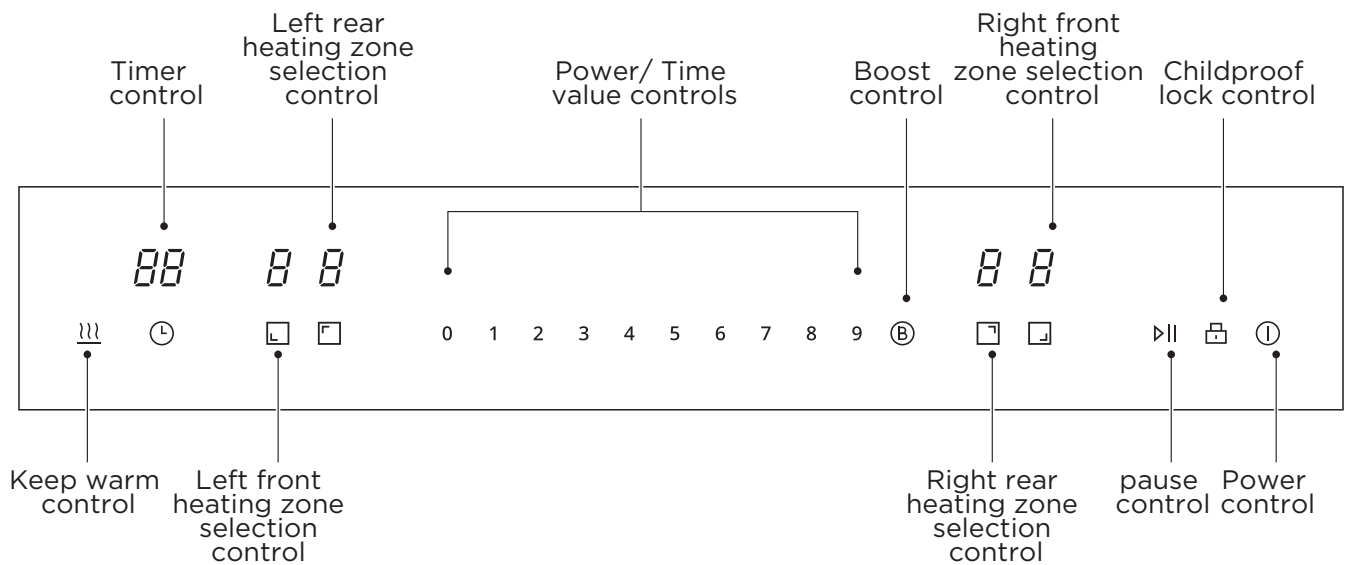 Left rear
heating zone
selection
control
Right front
heating
zone selection
control
Timer
control
Power/ Time
value controls
Boost
control
Childproof
lock control
88 8 8 8 8
0 1 2 3 4 5 6 7 8 9 B
Keep warm
control
Left front
heating zone
selection
control
Right rear
heating zone
selection
control
pause
control
Power
control